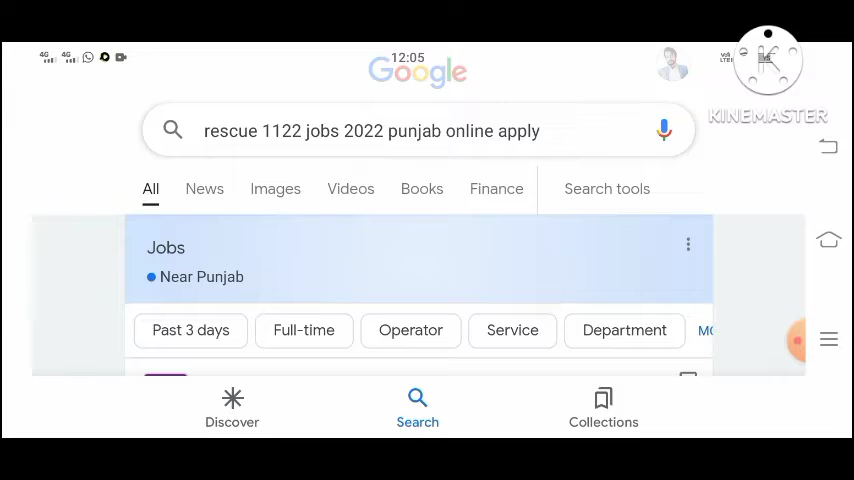 12:05
Google
KINEMASTER
rescue 1122 jobs 2022 punjab online apply
All News Images Videos Books Finance Search tools
Jobs
Near Punjab
Past 3 days Full-time Operator Service Department
Discover Search Collections